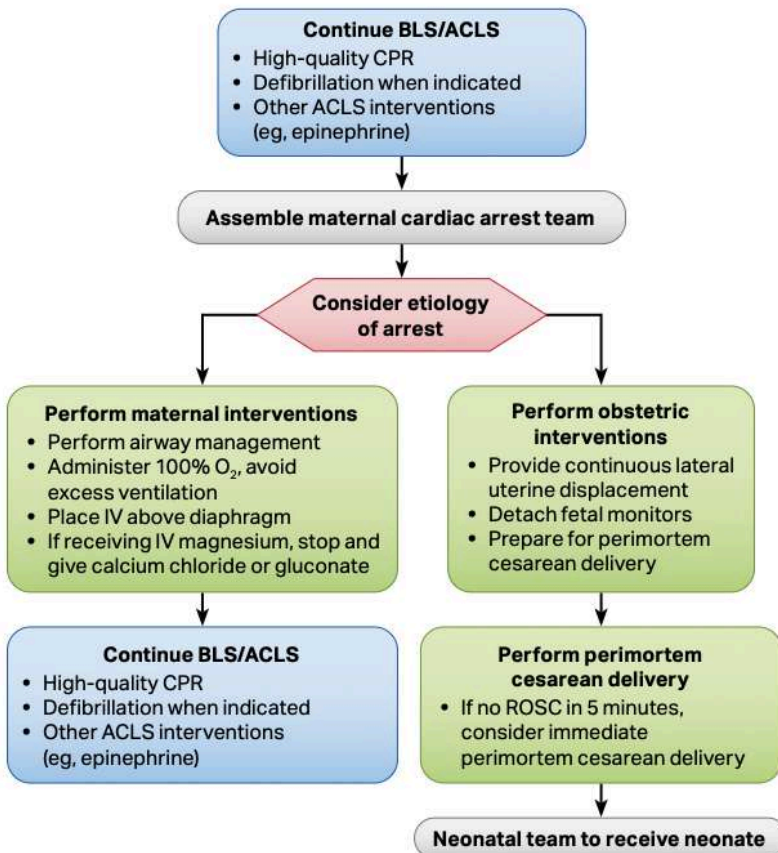 Continue BLS/ACLS
• High-quality CPR
• Defibrillation when indicated
• Other ACLS interventions
(eg, epinephrine)
Assemble maternal cardiac arrest team
Consider etiology
of arrest
Perform maternal interventions
• Perform airway management
• Administer 100% O₂, avoid
excess ventilation
• Place IV above diaphragm
• If receiving IV magnesium, stop and
give calcium chloride or gluconate
Continue BLS/ACLS
• High-quality CPR
• Defibrillation when indicated
• Other ACLS interventions
(eg, epinephrine)
Perform obstetric
interventions
• Provide continuous lateral
uterine displacement
• Detach fetal monitors
• Prepare for perimortem
cesarean delivery
Perform perimortem
cesarean delivery
• If no ROSC in 5 minutes,
consider immediate
perimortem cesarean delivery
Neonatal team to receive neonate